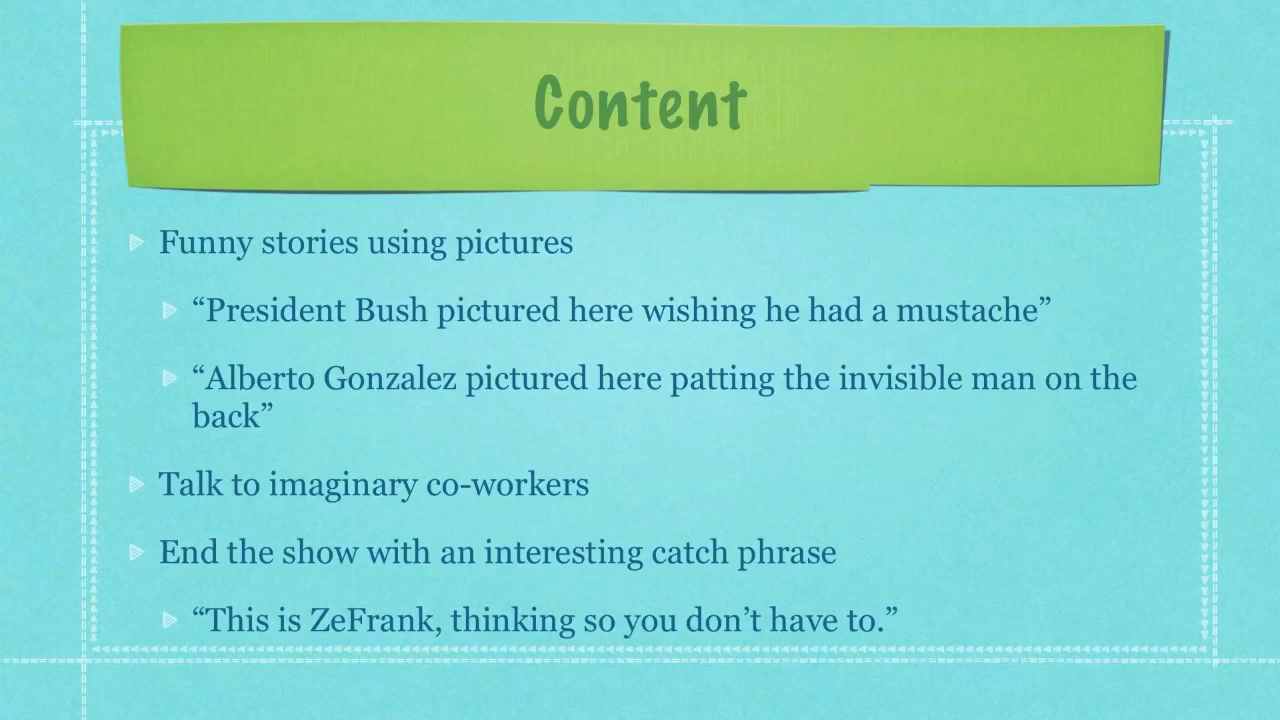 Content
Funny stories using pictures
“President Bush pictured here wishing he had a mustache”
“Alberto Gonzalez pictured here patting the invisible man on the
back”
Talk to imaginary co-workers
End the show with an interesting catch phrase
“This is ZeFrank, thinking so you don’t have to.”